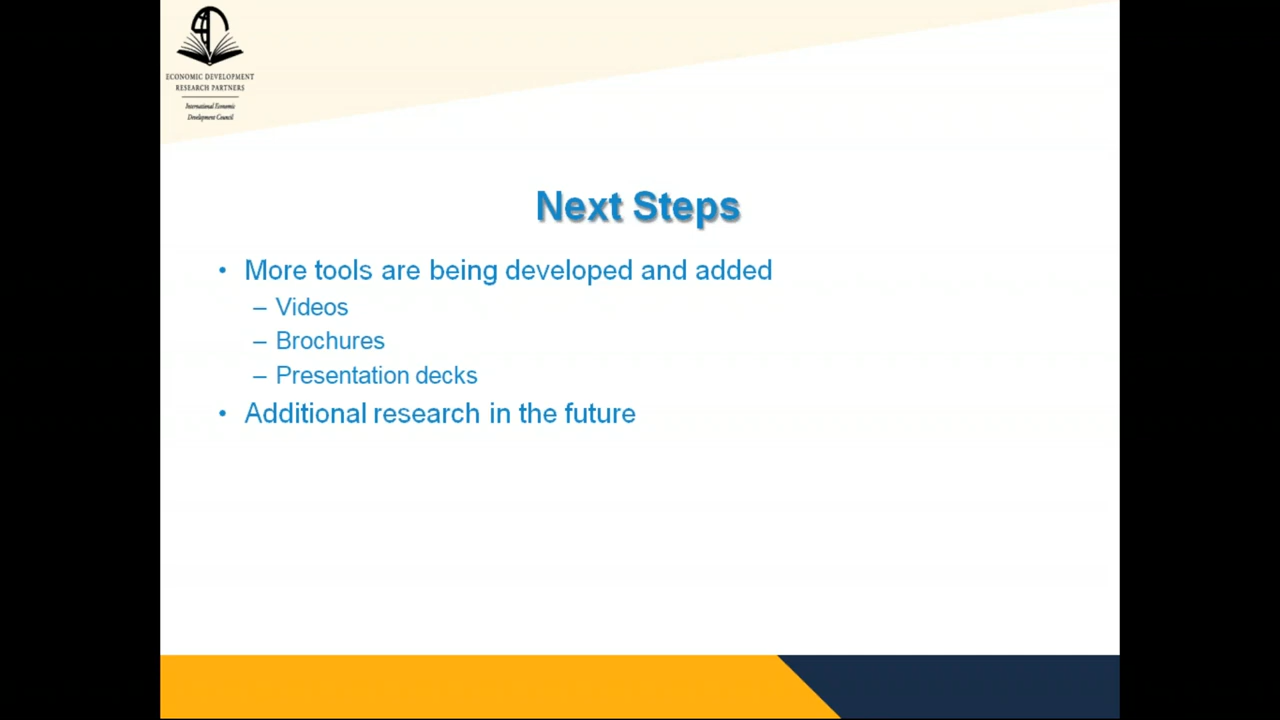 ECONOMIC DEVELOPMENT
RESEARCH PARTNERS
International Economic
Development Council
Next Steps
• More tools are being developed and added
– Videos
– Brochures
– Presentation decks
• Additional research in the future